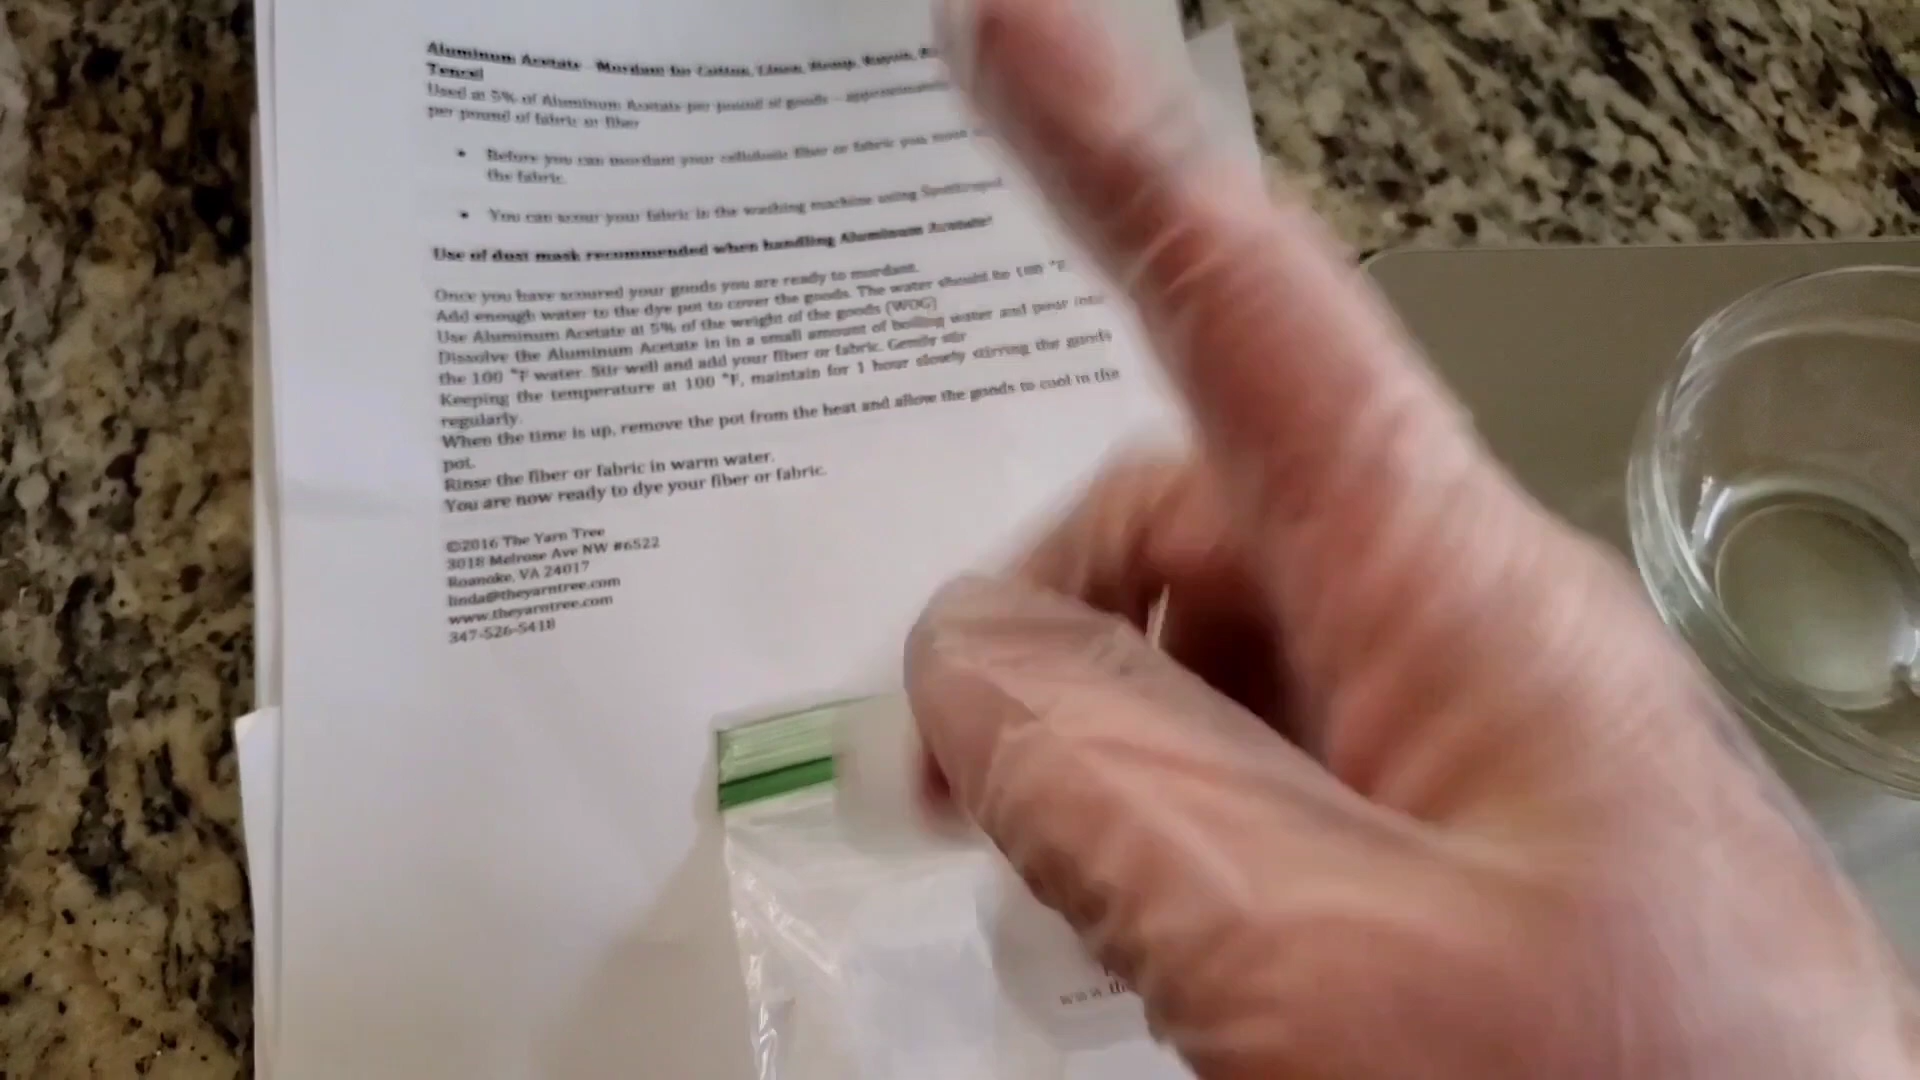 Aluminum Acetate - Mordant for Cotton, Linen, Hemp, Rayon,
Tencel
Used at 5% of Aluminum Acetate per pound of goods -
per pound of fabric or fiber
• Before you can mordant your cellulosic fiber or fabric you must
the fabric.
• You can scour your fabric in the washing machine using Synthrapol.
Use of dust mask recommended when handling Aluminum Acetate!
Once you have scoured your goods you are ready to mordant.
Add enough water to the dye pot to cover the goods. The water should be 100 °F
Use Aluminum Acetate at 5% of the weight of the goods (WOG)
Dissolve the Aluminum Acetate in in a small amount of boiling water and pour into
the 100 °F water. Stir well and add your fiber or fabric. Gently stir
Keeping the temperature at 100 °F, maintain for 1 hour slowly stirring the goods
regularly.
When the time is up, remove the pot from the heat and allow the goods to cool in the
pot.
Rinse the fiber or fabric in warm water.
You are now ready to dye your fiber or fabric.
©2016 The Yarn Tree
3018 Melrose Ave NW #6522
Roanoke, VA 24017
linda@theyarntree.com
www.theyarntree.com
347-526-5418